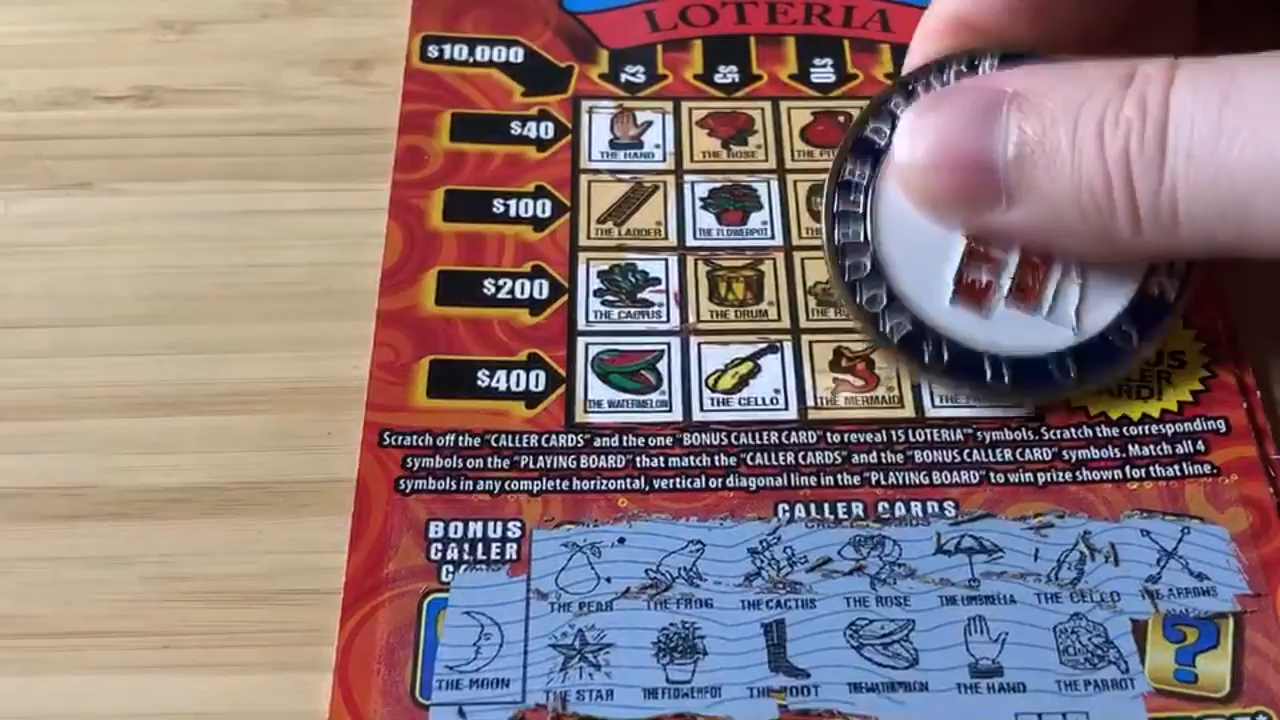 LOTERIA
$10,000
$2 $5 $10
$40
THE HAND THE ROSE
$100
THE LADDER THE FLOWERPOT
$200
THE CACTUS THE DRUM
$400
THE WATERMELON THE CELLO THE MERMAID
Scratch off the "CALLER CARDS" and the one "BONUS CALLER CARD" to reveal 15 LOTERIA™ symbols. Scratch the corresponding
symbols on the "PLAYING BOARD" that match the "CALLER CARDS" and the "BONUS CALLER CARD" symbols. Match all 4
symbols in any complete horizontal, vertical or diagonal line in the "PLAYING BOARD" to win prize shown for that line.
CALLER CARDS
BONUS
CALLER
THE PEAR THE FROG THE CACTUS THE ROSE THE UMBRELLA THE CELLO THE ARROWS
THE MOON THE STAR THE FLOWERPOT THE BOOT THE WATERMELON THE HAND THE PARROT
?